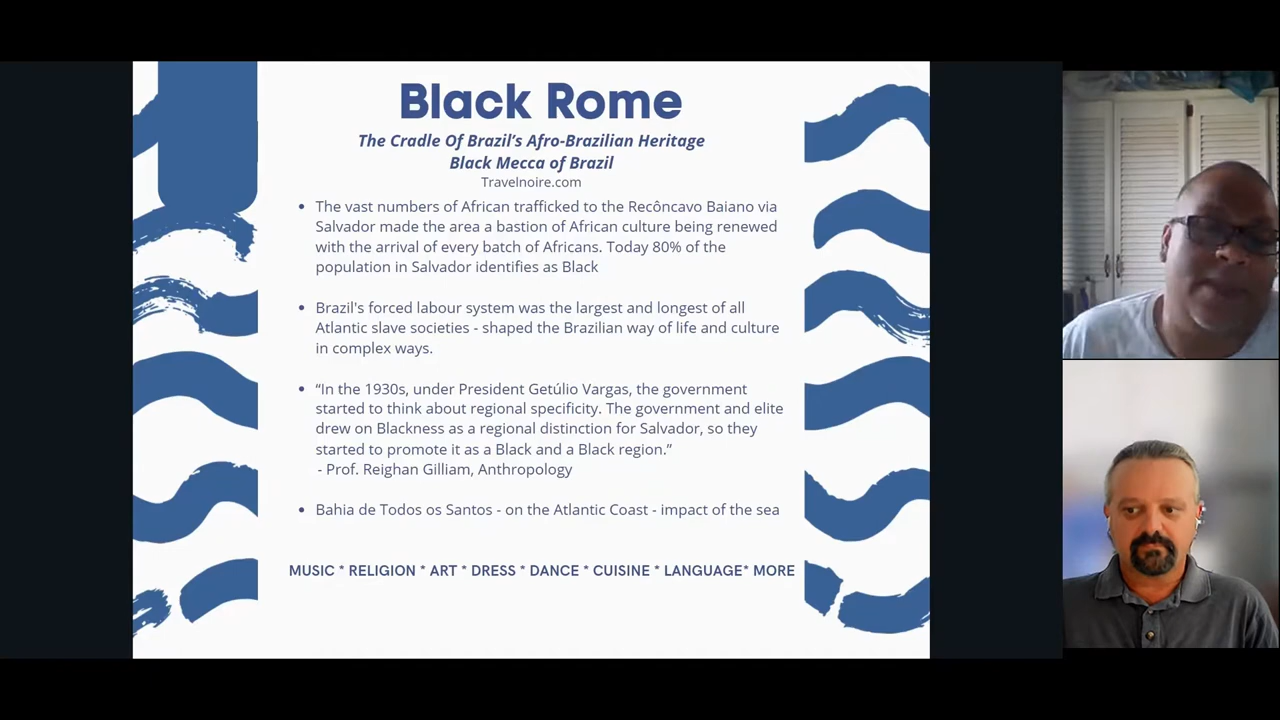 Black Rome
The Cradle Of Brazil's Afro-Brazilian Heritage
Black Mecca of Brazil
Travelnoire.com
• The vast numbers of African trafficked to the Recôncavo Baiano via
Salvador made the area a bastion of African culture being renewed
with the arrival of every batch of Africans. Today 80% of the
population in Salvador identifies as Black
• Brazil's forced labour system was the largest and longest of all
Atlantic slave societies - shaped the Brazilian way of life and culture
in complex ways.
• “In the 1930s, under President Getúlio Vargas, the government
started to think about regional specificity. The government and elite
drew on Blackness as a regional distinction for Salvador, so they
started to promote it as a Black and a Black region.”
- Prof. Reighan Gilliam, Anthropology
• Bahia de Todos os Santos - on the Atlantic Coast - impact of the sea
MUSIC * RELIGION * ART * DRESS * DANCE * CUISINE * LANGUAGE* MORE